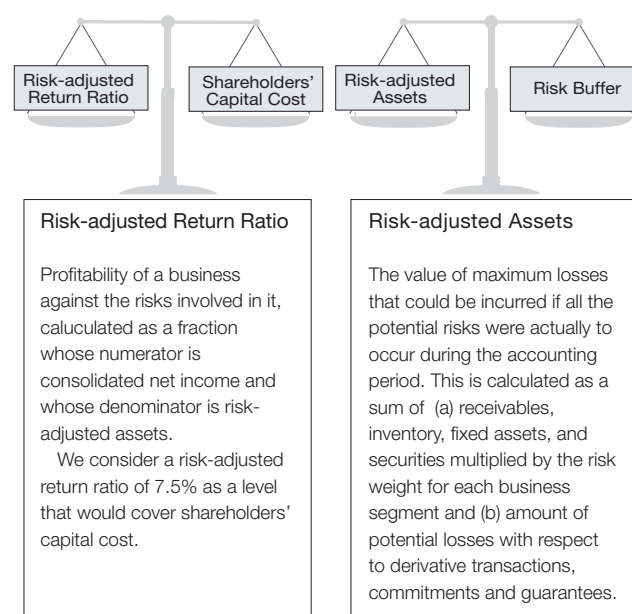 Risk-adjusted
Return Ratio
Shareholders'
Capital Cost
Risk-adjusted
Assets
Risk Buffer
Risk-adjusted Return Ratio
Profitability of a business
against the risks involved in it,
caluculated as a fraction
whose numerator is
consolidated net income and
whose denominator is risk-
adjusted assets.
We consider a risk-adjusted
return ratio of 7.5% as a level
that would cover shareholders'
capital cost.
Risk-adjusted Assets
The value of maximum losses
that could be incurred if all the
potential risks were actually to
occur during the accounting
period. This is calculated as a
sum of (a) receivables,
inventory, fixed assets, and
securities multiplied by the risk
weight for each business
segment and (b) amount of
potential losses with respect
to derivative transactions,
commitments and guarantees.